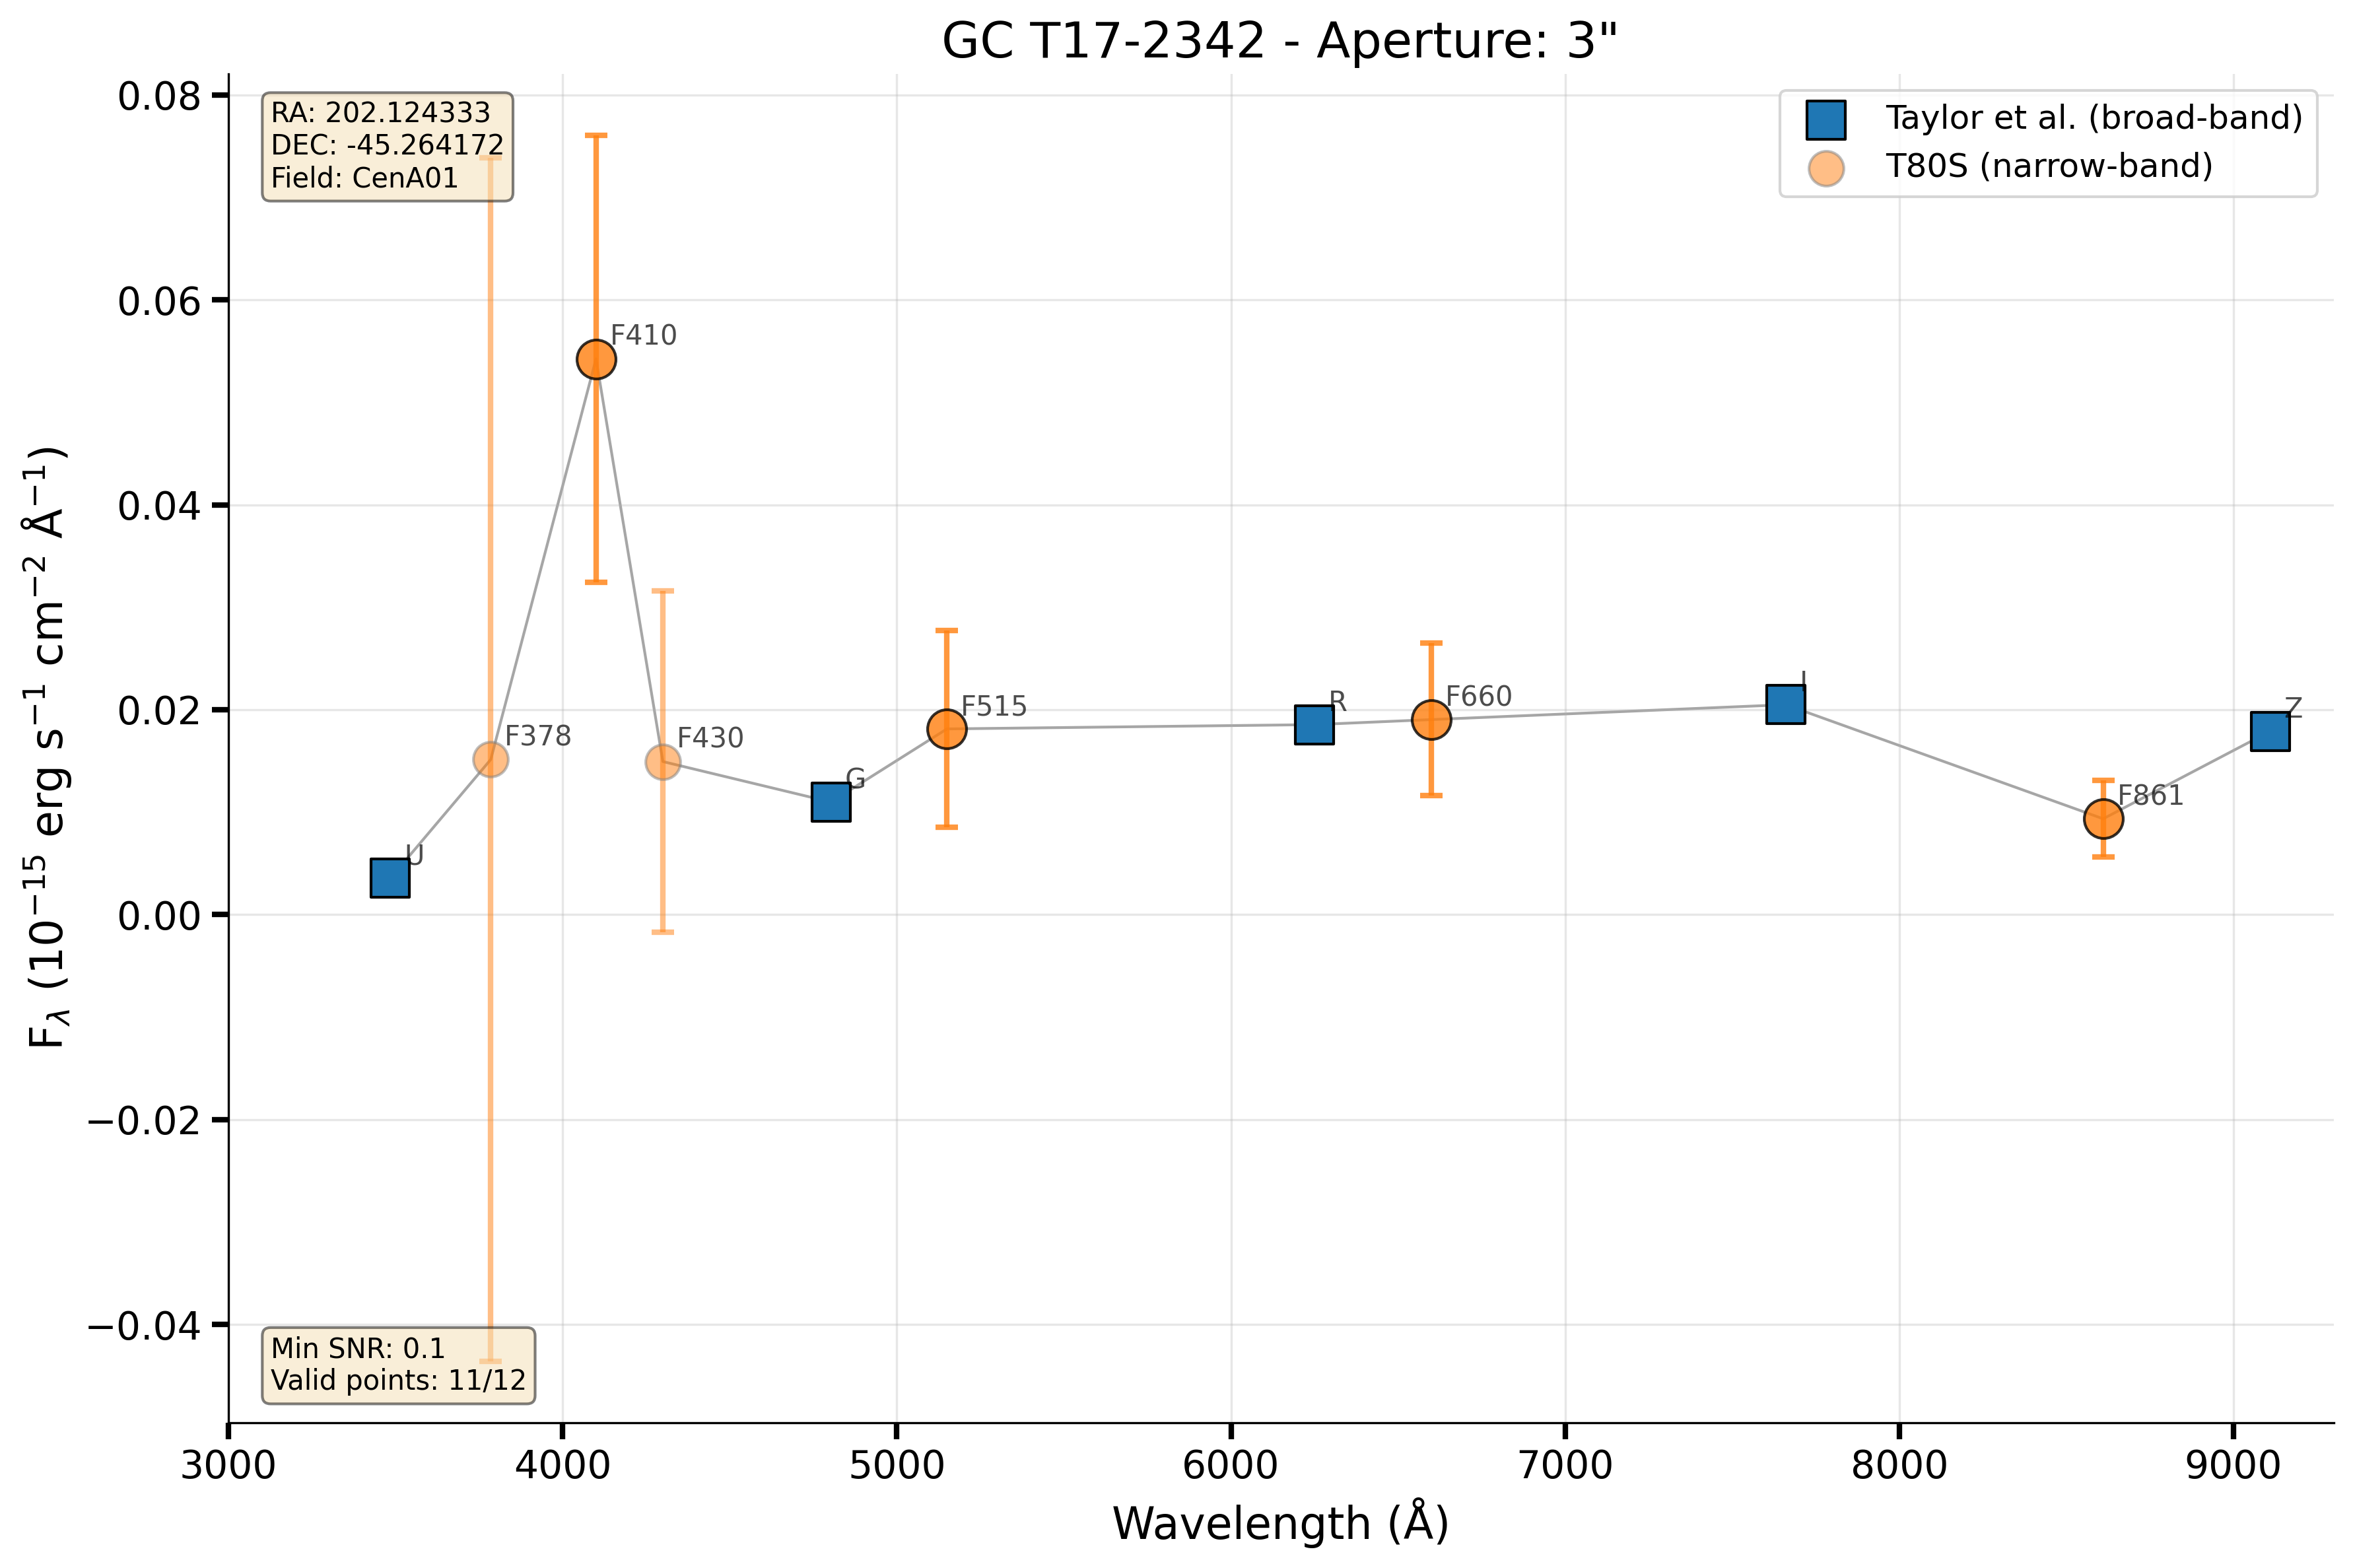 GC T17-2342 - Aperture: 3"
RA: 202.124333
DEC: -45.264172
Field: CenA01
Taylor et al. (broad-band)
T80S (narrow-band)
0.08
0.06
0.04
0.02
0.00
−0.02
−0.04
F_λ (10⁻¹⁵ erg s⁻¹ cm⁻² Å⁻¹)
U
F378
F410
F430
G
F515
R
F660
I
F861
Z
Min SNR: 0.1
Valid points: 11/12
3000 4000 5000 6000 7000 8000 9000
Wavelength (Å)